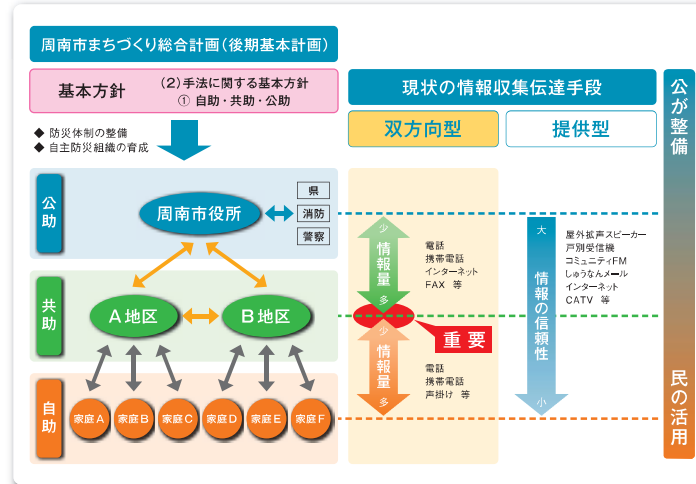 周南市まちづくり総合計画（後期基本計画）
基本方針
（2）手法に関する基本方針
① 自助・共助・公助
◆ 防災体制の整備
◆ 自主防災組織の育成
公助
周南市役所
県
消防
警察
共助
A地区
B地区
自助
家庭A
家庭B
家庭C
家庭D
家庭E
家庭F
現状の情報収集伝達手段
双方向型
提供型
少
情報量
多
電話
携帯電話
インターネット
FAX 等
重要
少
情報量
多
電話
携帯電話
声掛け 等
大
情報の信頼性
小
屋外拡声スピーカー
戸別受信機
コミュニティFM
しゅうなんメール
インターネット
CATV 等
公が整備
民の活用